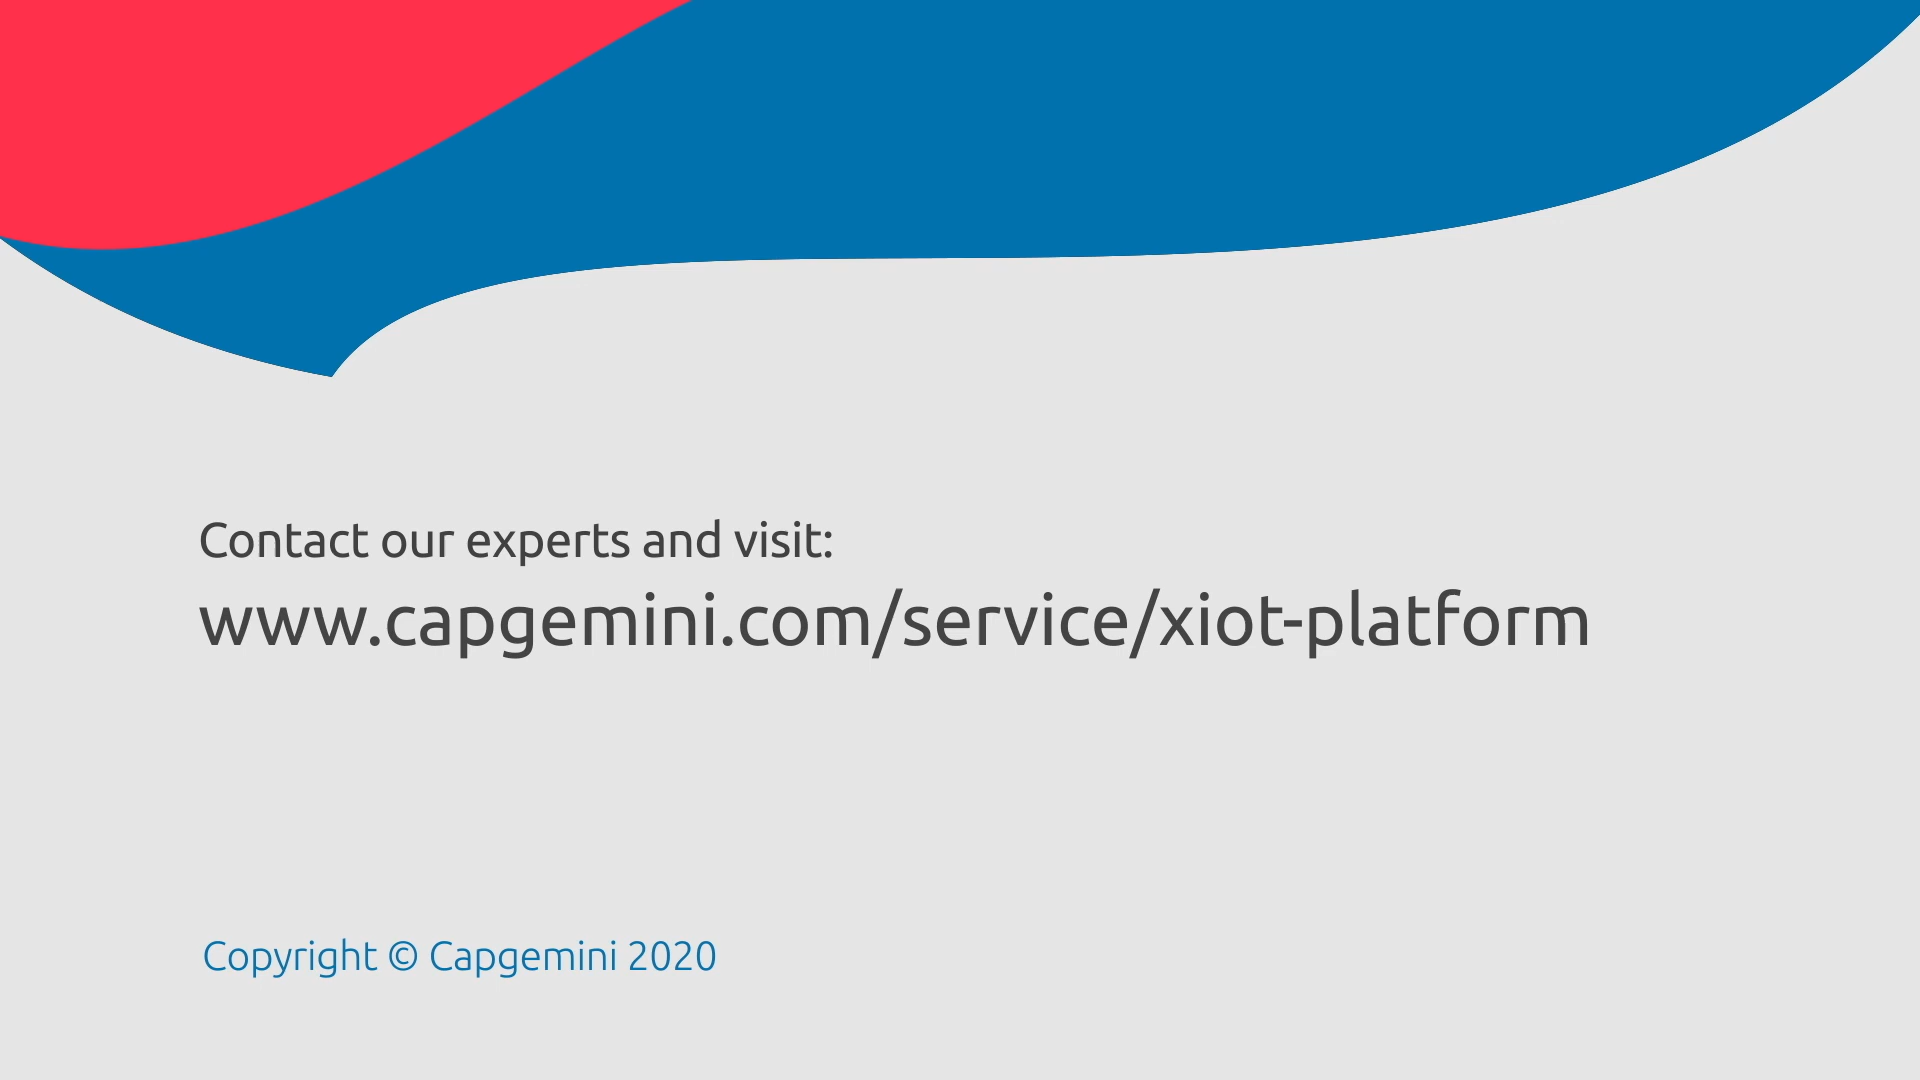 Contact our experts and visit:
www.capgemini.com/service/xiot-platform
Copyright © Capgemini 2020